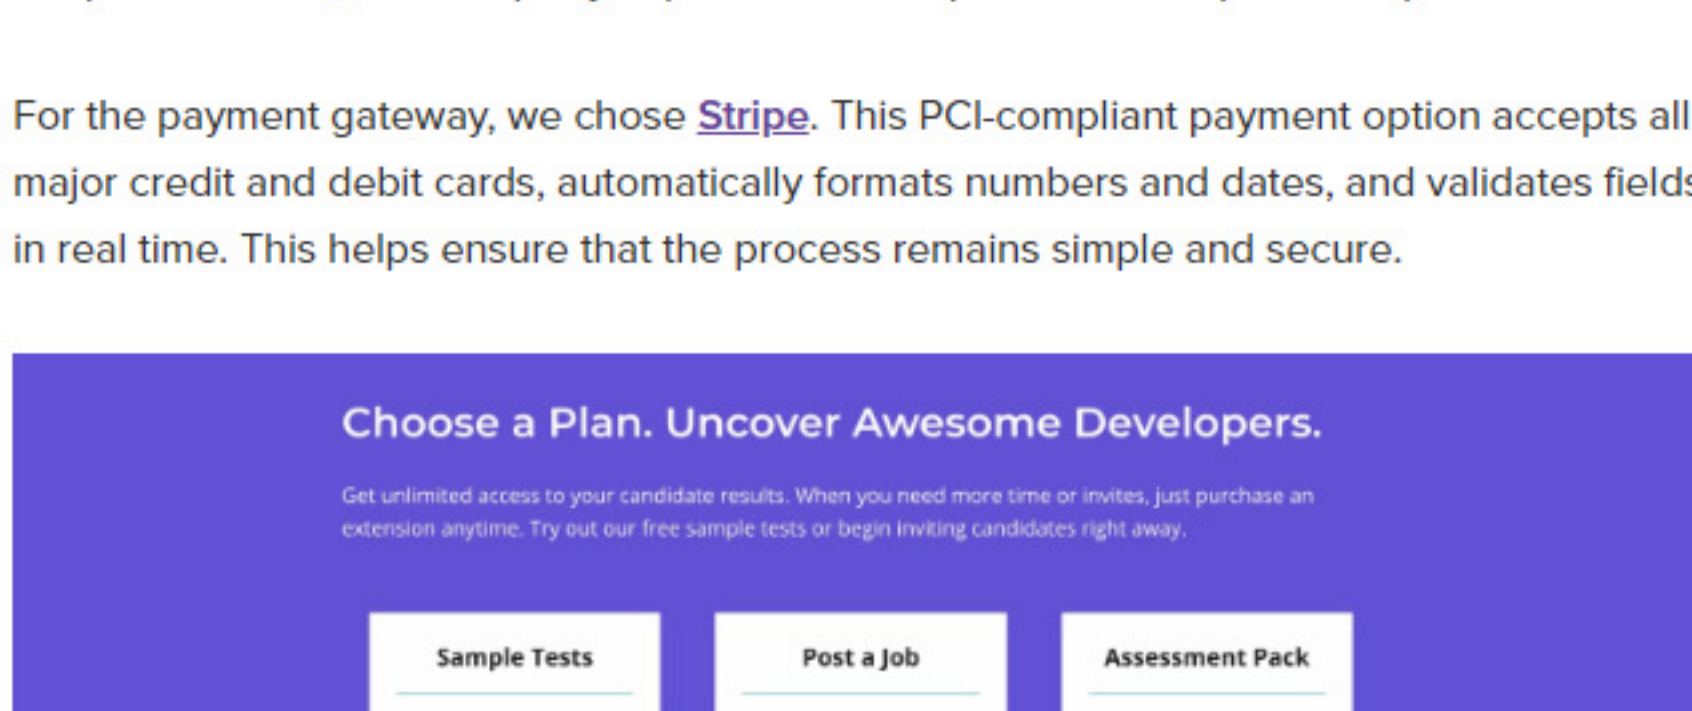 For the payment gateway, we chose Stripe. This PCI-compliant payment option accepts all
major credit and debit cards, automatically formats numbers and dates, and validates fields
in real time. This helps ensure that the process remains simple and secure.
Choose a Plan. Uncover Awesome Developers.
Get unlimited access to your candidate results. When you need more time or invites, just purchase an
extension anytime. Try out our free sample tests or begin inviting candidates right away.
Sample Tests
Post a Job
Assessment Pack